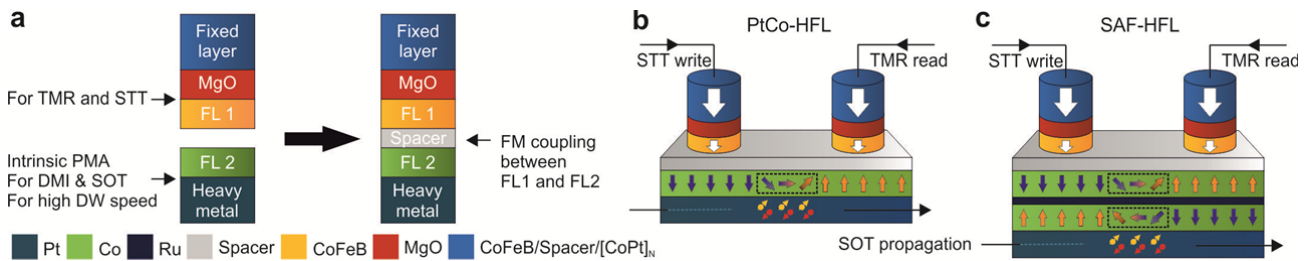 a
Fixed
layer
MgO
FL 1
For TMR and STT
FL 2
Heavy
metal
Intrinsic PMA
For DMI & SOT
For high DW speed
Fixed
layer
MgO
FL 1
Spacer
FL 2
Heavy
metal
FM coupling
between
FL1 and FL2
b
PtCo-HFL
STT write
TMR read
c
SAF-HFL
STT write
TMR read
SOT propagation
Pt
Co
Ru
Spacer
CoFeB
MgO
CoFeB/Spacer/[CoPt]N